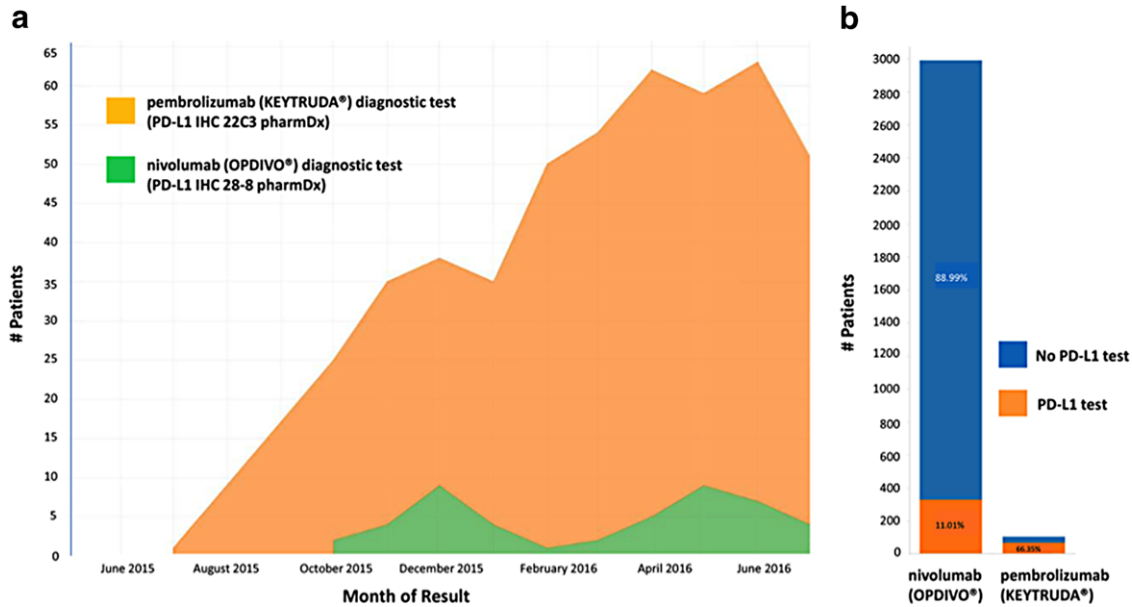 a
65
60
55
50
45
40
35
30
25
20
15
10
5
0
# Patients
pembrolizumab (KEYTRUDA®) diagnostic test
(PD-L1 IHC 22C3 pharmDx)
nivolumab (OPDIVO®) diagnostic test
(PD-L1 IHC 28-8 pharmDx)
June 2015
August 2015
October 2015
December 2015
February 2016
April 2016
June 2016
Month of Result
b
3000
2800
2600
2400
2200
2000
1800
1600
1400
1200
1000
800
600
400
200
0
# Patients
88.99%
11.01%
66.35%
No PD-L1 test
PD-L1 test
nivolumab
(OPDIVO®)
pembrolizumab
(KEYTRUDA®)